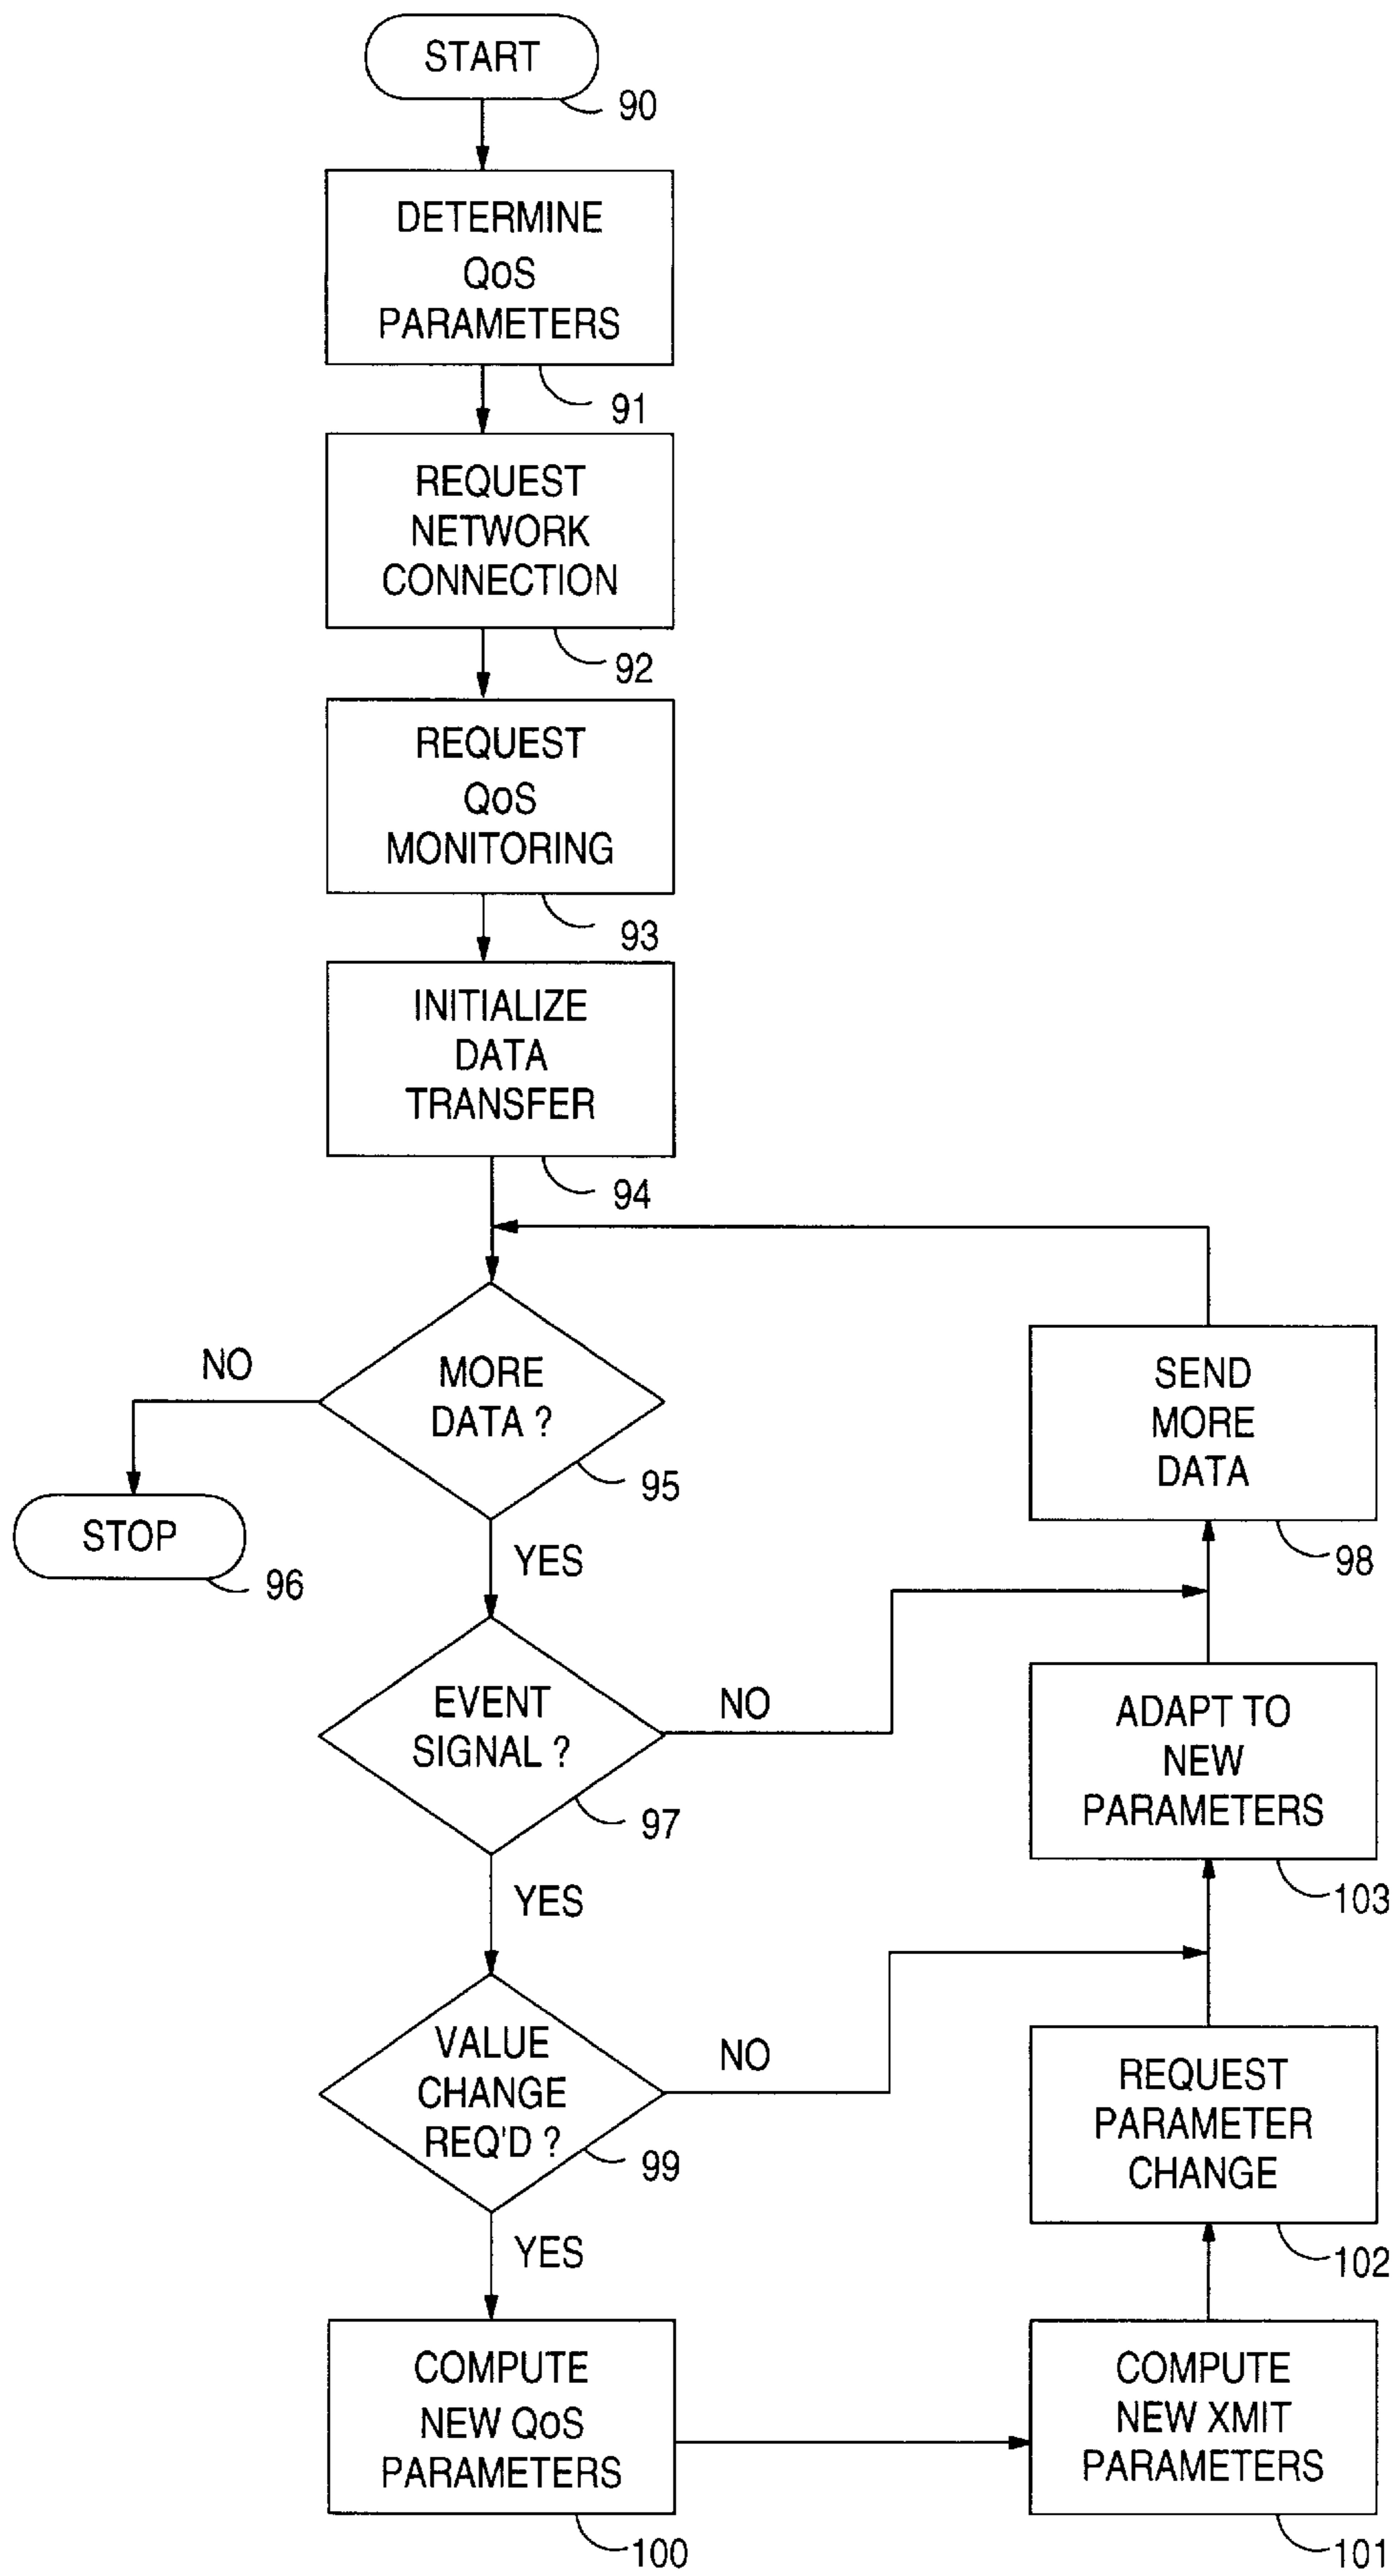 START
90
DETERMINE
QoS
PARAMETERS
91
REQUEST
NETWORK
CONNECTION
92
REQUEST
QoS
MONITORING
93
INITIALIZE
DATA
TRANSFER
94
MORE
DATA ?
95
NO
STOP
96
YES
EVENT
SIGNAL ?
97
NO
YES
VALUE
CHANGE
REQ'D ?
99
NO
YES
COMPUTE
NEW QoS
PARAMETERS
100
COMPUTE
NEW XMIT
PARAMETERS
101
REQUEST
PARAMETER
CHANGE
102
ADAPT TO
NEW
PARAMETERS
103
SEND
MORE
DATA
98